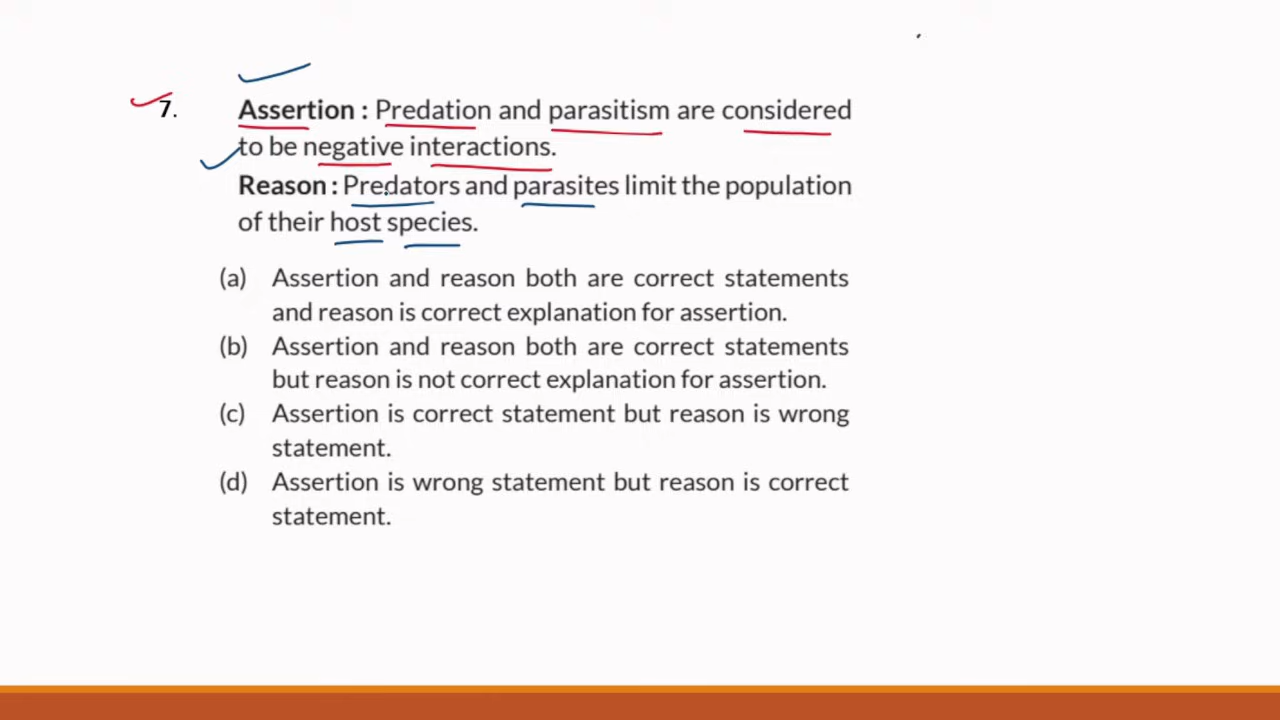 7. Assertion : Predation and parasitism are considered
to be negative interactions.
Reason : Predators and parasites limit the population
of their host species.
(a) Assertion and reason both are correct statements
and reason is correct explanation for assertion.
(b) Assertion and reason both are correct statements
but reason is not correct explanation for assertion.
(c) Assertion is correct statement but reason is wrong
statement.
(d) Assertion is wrong statement but reason is correct
statement.